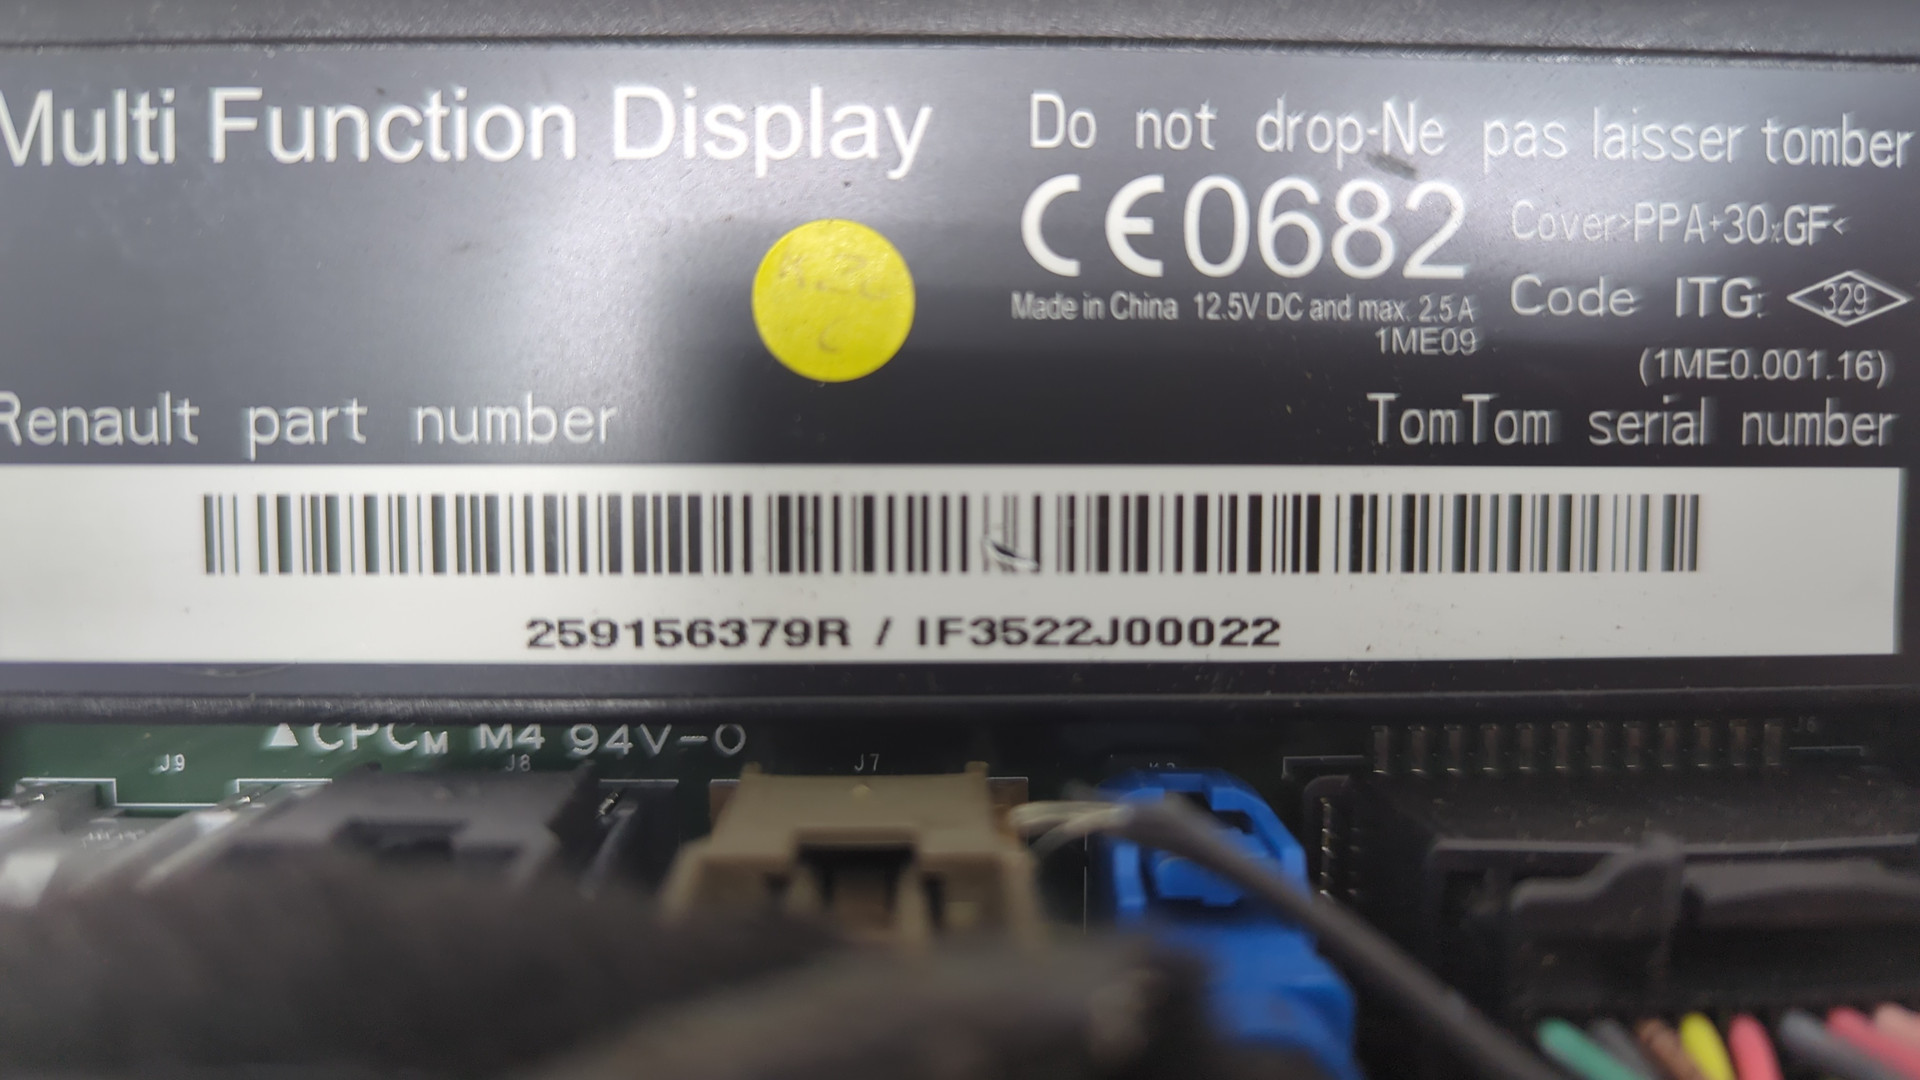 Multi Function Display
Do not drop-Ne pas laisser tomber
CE0682
Cover>PPA+30%GF<
Made in China 12.5V DC and max. 2.5A
Code ITG: 329
1ME09
(1ME0.001.16)
Renault part number
TomTom serial number
259156379R / IF3522J00022
▲CPCM M4 94V-0
J9
J8
J7
J6